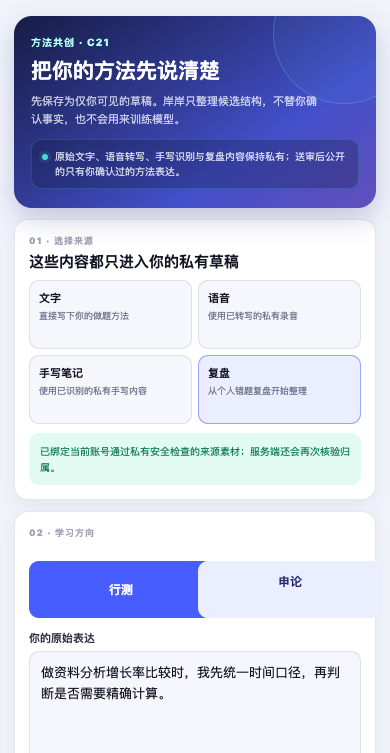 方法共创 · C21
把你的方法先说清楚
先保存为仅你可见的草稿。岸岸只整理候选结构，不替你确
认事实，也不会用来训练模型。
原始文字、语音转写、手写识别与复盘内容保持私有；送审后公开
的只有你确认过的方法表达。
01 · 选择来源
这些内容都只进入你的私有草稿
文字
直接写下你的做题方法
语音
使用已转写的私有录音
手写笔记
使用已识别的私有手写内容
复盘
从个人错题复盘开始整理
已绑定当前账号通过私有安全检查的来源素材；服务端还会再次核验归
属。
02 · 学习方向
行测
申论
你的原始表达
做资料分析增长率比较时，我先统一时间口径，再判
断是否需要精确计算。